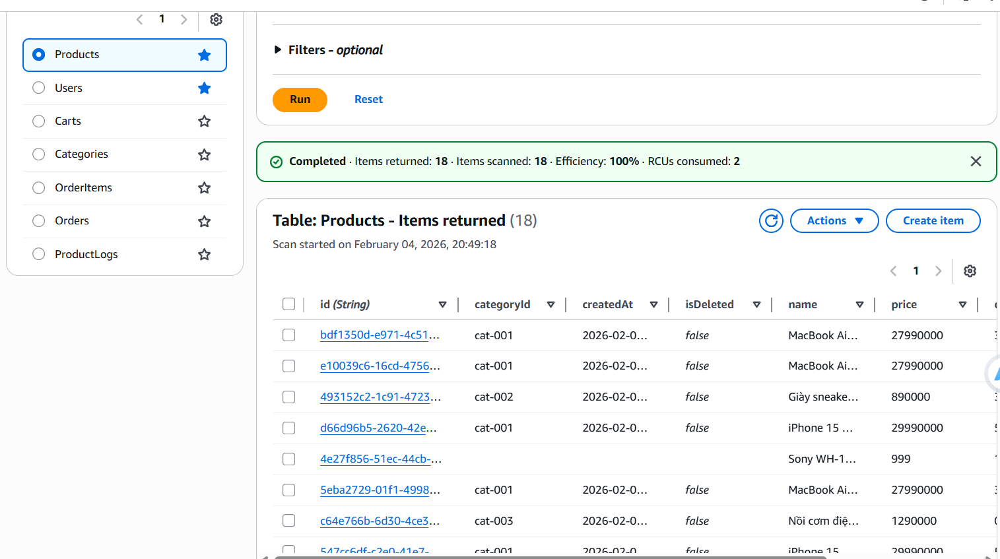 1
Products
Users
Carts
Categories
OrderItems
Orders
ProductLogs
Filters - optional
Run
Reset
Completed · Items returned: 18 · Items scanned: 18 · Efficiency: 100% · RCUs consumed: 2
Table: Products - Items returned (18)
Actions
Create item
Scan started on February 04, 2026, 20:49:18
1
id (String) categoryId createdAt isDeleted name price
bdf1350d-e971-4c51... cat-001 2026-02-0... false MacBook Ai... 27990000
e10039c6-16cd-4756... cat-001 2026-02-0... false MacBook Ai... 27990000
493152c2-1c91-4723... cat-002 2026-02-0... false Giày sneake... 890000
d66d96b5-2620-42e... cat-001 2026-02-0... false iPhone 15 ... 29990000
4e27f856-51ec-44cb-... Sony WH-1... 999
5eba2729-01f1-4998... cat-001 2026-02-0... false MacBook Ai... 27990000
c64e766b-6d30-4ce3... cat-003 2026-02-0... false Nồi cơm điệ... 1290000
547cc6df-c2e0-41e7- cat-001 2026-02-0 false iPhone 15 29990000